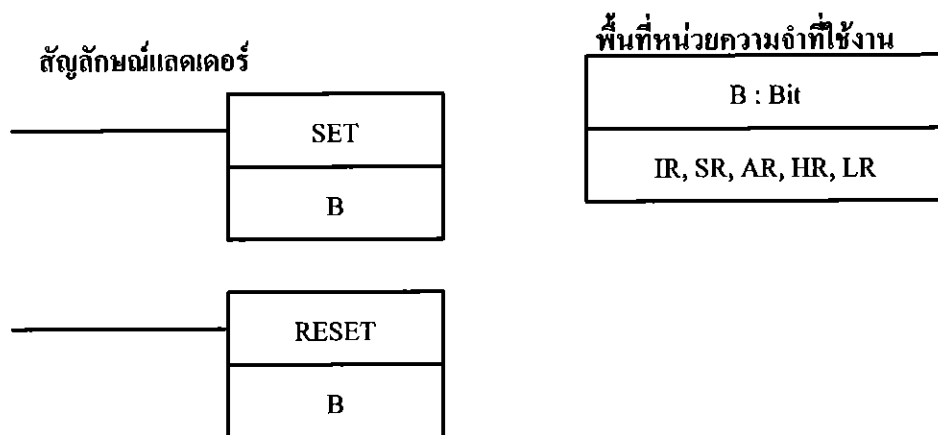 สัญลักษณ์แลดเดอร์
พื้นที่หน่วยความจำที่ใช้งาน
SET
B
B : Bit
IR, SR, AR, HR, LR
RESET
B